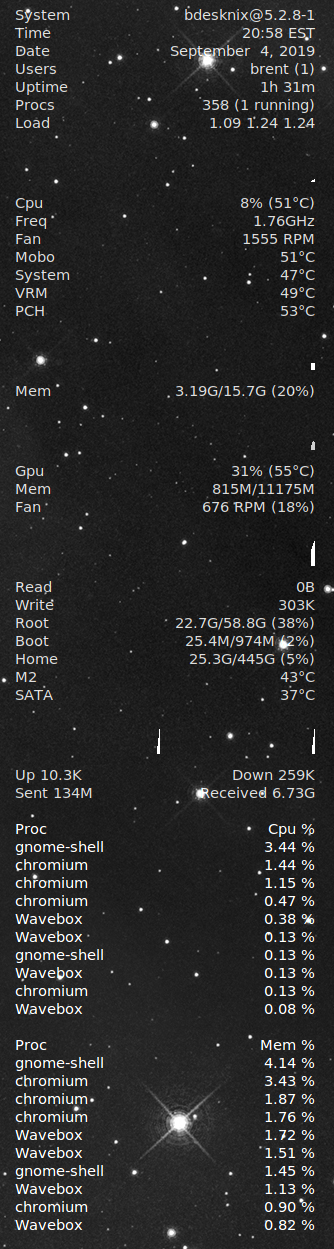 System bdesknix@5.2.8-1
Time 20:58 EST
Date September 4, 2019
Users brent (1)
Uptime 1h 31m
Procs 358 (1 running)
Load 1.09 1.24 1.24
Cpu 8% (51°C)
Freq 1.76GHz
Fan 1555 RPM
Mobo 51°C
System 47°C
VRM 49°C
PCH 53°C
Mem 3.19G/15.7G (20%)
Gpu 31% (55°C)
Mem 815M/11175M
Fan 676 RPM (18%)
Read 0B
Write 303K
Root 22.7G/58.8G (38%)
Boot 25.4M/974M (2%)
Home 25.3G/445G (5%)
M2 43°C
SATA 37°C
Up 10.3K Down 259K
Sent 134M Received 6.73G
Proc Cpu %
gnome-shell 3.44 %
chromium 1.44 %
chromium 1.15 %
chromium 0.47 %
Wavebox 0.38 %
Wavebox 0.13 %
gnome-shell 0.13 %
Wavebox 0.13 %
chromium 0.13 %
Wavebox 0.08 %
Proc Mem %
gnome-shell 4.14 %
chromium 3.43 %
chromium 1.87 %
chromium 1.76 %
Wavebox 1.72 %
Wavebox 1.51 %
gnome-shell 1.45 %
Wavebox 1.13 %
chromium 0.90 %
Wavebox 0.82 %